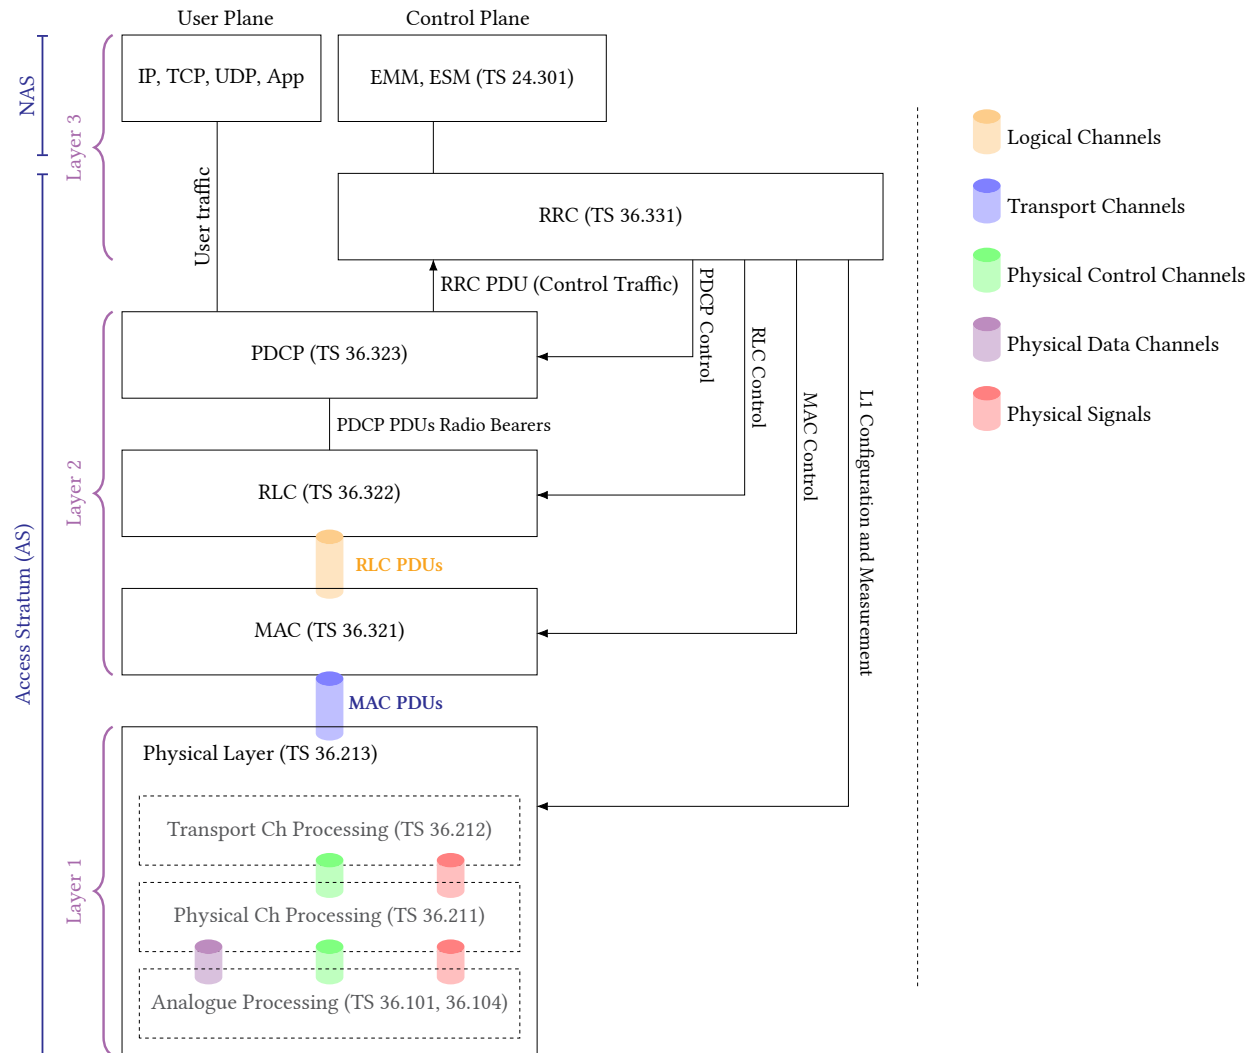 User Plane
Control Plane
NAS
Layer 3
IP, TCP, UDP, App
EMM, ESM (TS 24.301)
User traffic
RRC (TS 36.331)
RRC PDU (Control Traffic)
PDCP Control
RLC Control
MAC Control
L1 Configuration and Measurement
Access Stratum (AS)
Layer 2
PDCP (TS 36.323)
PDCP PDUs Radio Bearers
RLC (TS 36.322)
RLC PDUs
MAC (TS 36.321)
MAC PDUs
Layer 1
Physical Layer (TS 36.213)
Transport Ch Processing (TS 36.212)
Physical Ch Processing (TS 36.211)
Analogue Processing (TS 36.101, 36.104)
Logical Channels
Transport Channels
Physical Control Channels
Physical Data Channels
Physical Signals